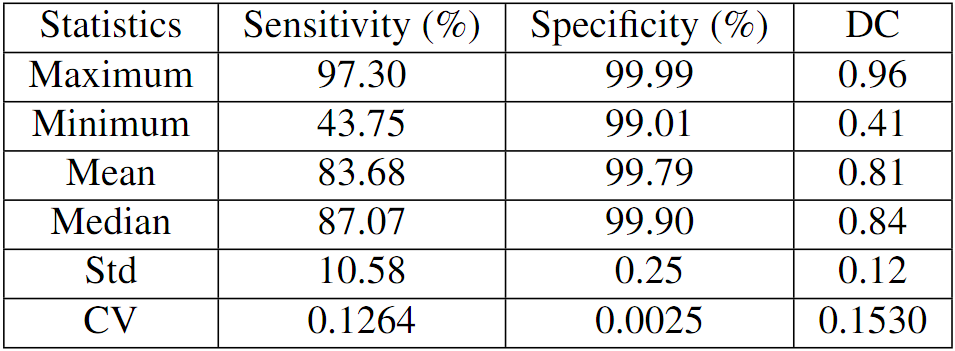 Statistics Sensitivity (%) Specificity (%) DC
Maximum 97.30 99.99 0.96
Minimum 43.75 99.01 0.41
Mean 83.68 99.79 0.81
Median 87.07 99.90 0.84
Std 10.58 0.25 0.12
CV 0.1264 0.0025 0.1530